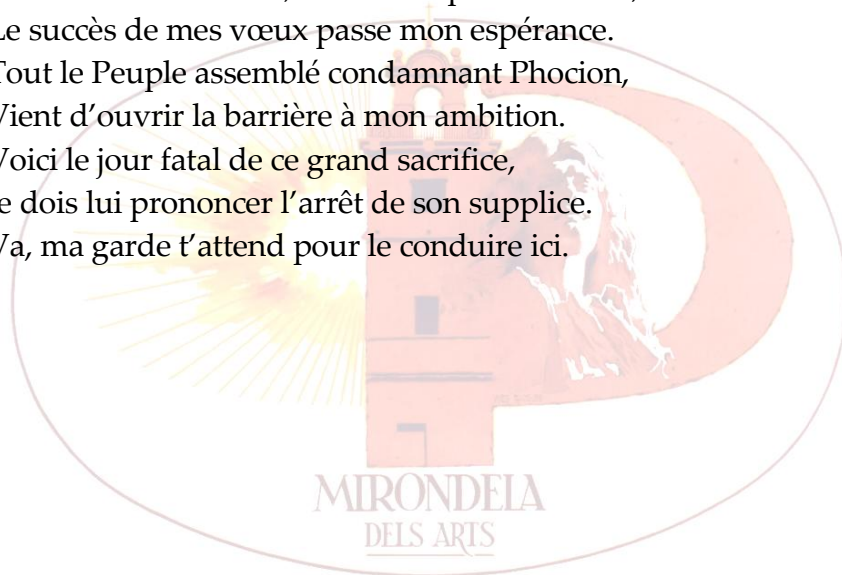 Le succès de mes vœux passe mon espérance.
Tout le Peuple assemblé condamnant Phocion,
Vient d’ouvrir la barrière à mon ambition.
Voici le jour fatal de ce grand sacrifice,
Je dois lui prononcer l’arrêt de son supplice.
Va, ma garde t’attend pour le conduire ici.
MIRONDELA
DELS ARTS